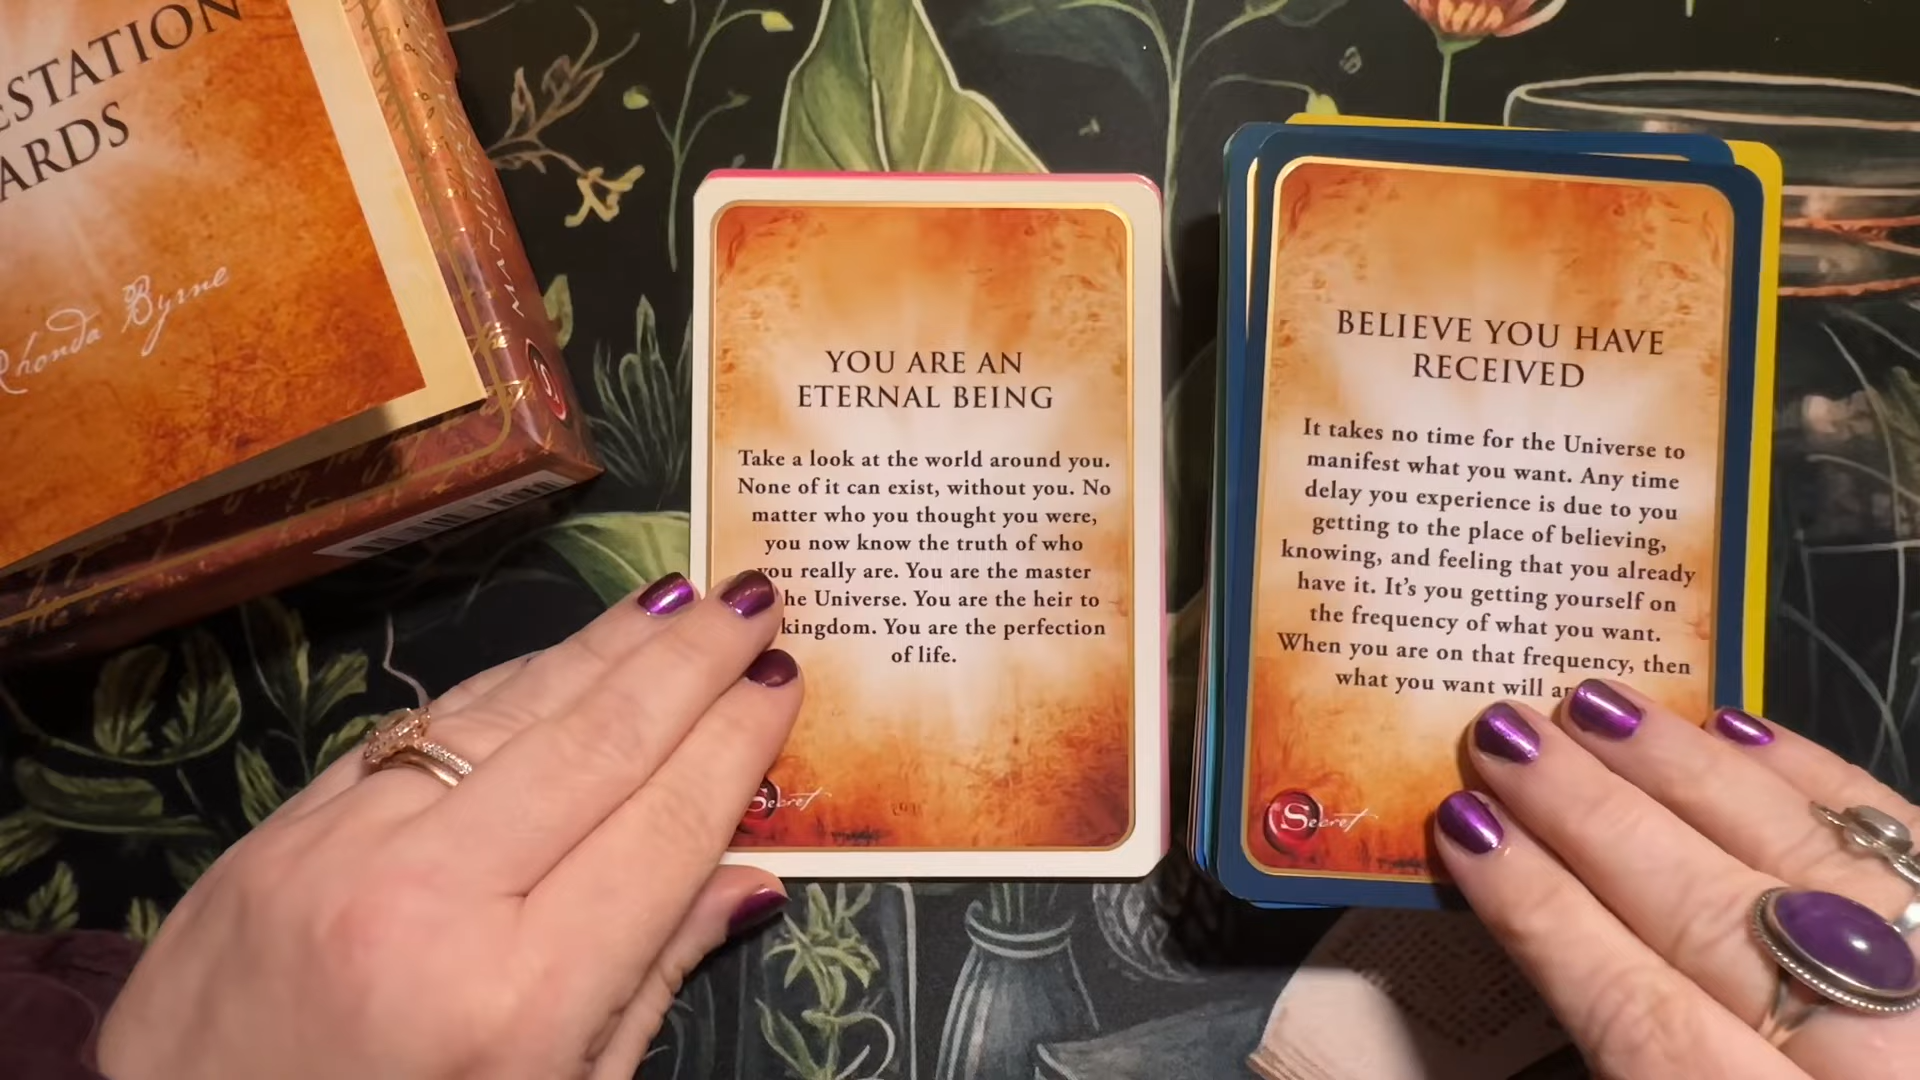 ESTATION
ARDS
Rhonda Byrne
YOU ARE AN
ETERNAL BEING
Take a look at the world around you.
None of it can exist, without you. No
matter who you thought you were,
you now know the truth of who
you really are. You are the master
he Universe. You are the heir to
kingdom. You are the perfection
of life.
Secret
BELIEVE YOU HAVE
RECEIVED
It takes no time for the Universe to
manifest what you want. Any time
delay you experience is due to you
getting to the place of believing,
knowing, and feeling that you already
have it. It's you getting yourself on
the frequency of what you want.
When you are on that frequency, then
what you want will
Secret